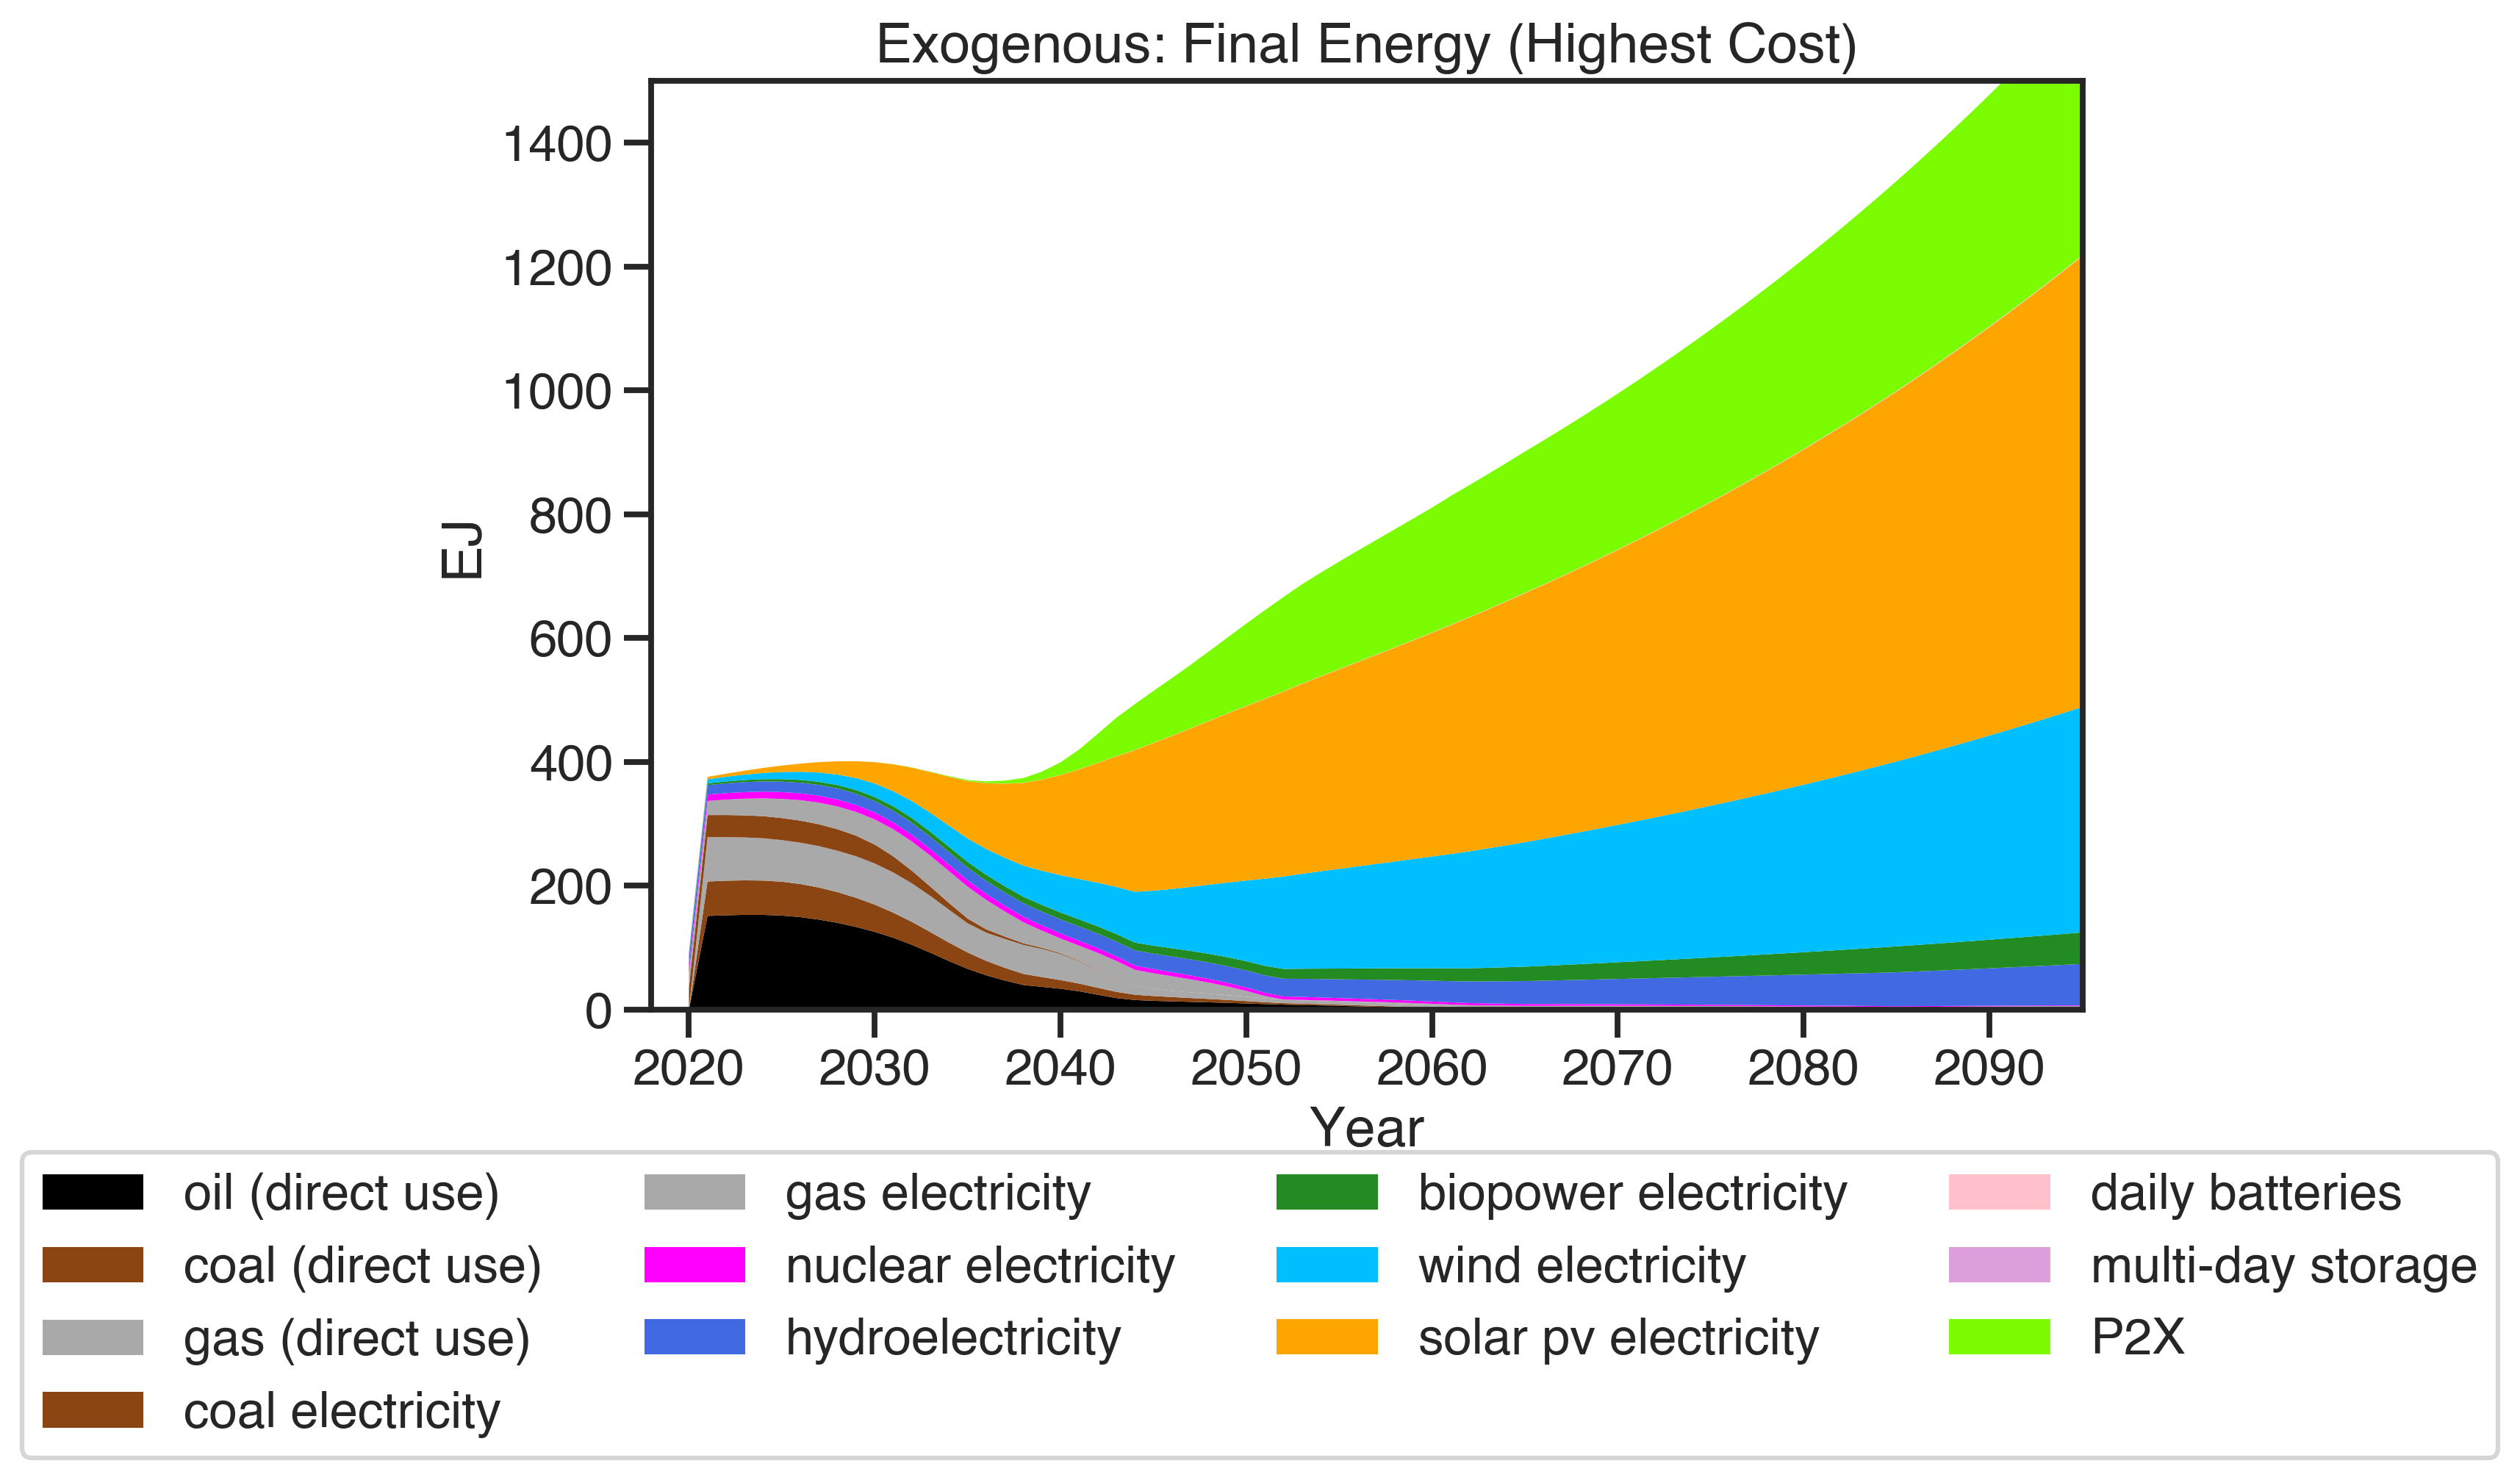 Exogenous: Final Energy (Highest Cost)
1400
1200
1000
800
600
400
200
0
EJ
2020 2030 2040 2050 2060 2070 2080 2090
Year
oil (direct use) gas electricity biopower electricity daily batteries
coal (direct use) nuclear electricity wind electricity multi-day storage
gas (direct use) hydroelectricity solar pv electricity P2X
coal electricity